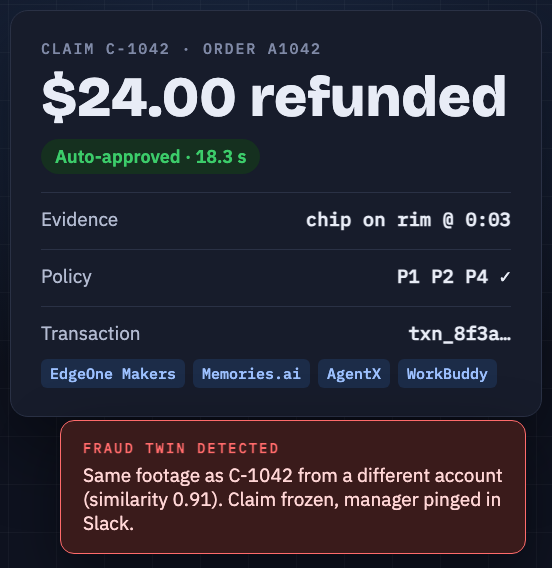 CLAIM C-1042 · ORDER A1042
$24.00 refunded
Auto-approved · 18.3 s
Evidence chip on rim @ 0:03
Policy P1 P2 P4 ✓
Transaction txn_8f3a…
EdgeOne Makers Memories.ai AgentX WorkBuddy
FRAUD TWIN DETECTED
Same footage as C-1042 from a different account
(similarity 0.91). Claim frozen, manager pinged in
Slack.